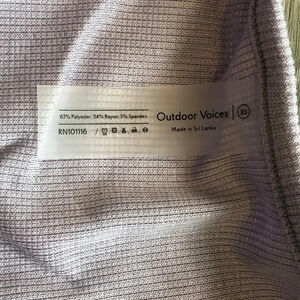 63% Polyester, 34% Rayon, 3% Spandex
RN101116 /
Outdoor Voices | XS
Made in Sri Lanka